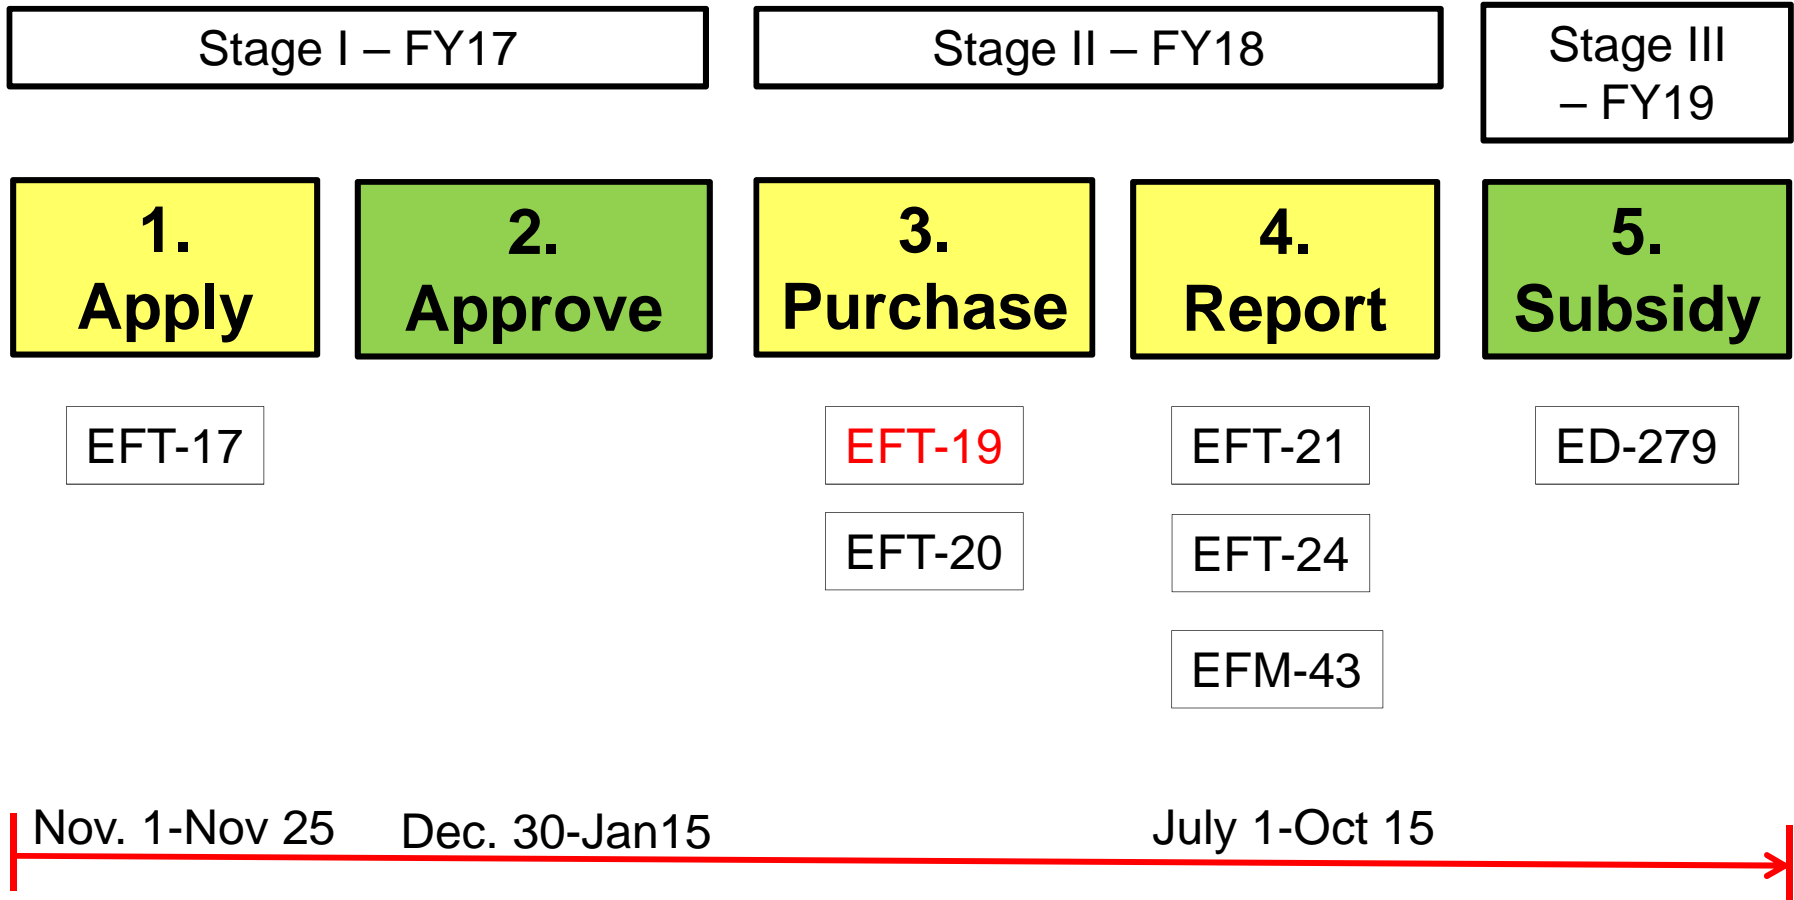 Stage I – FY17
Stage II – FY18
Stage III
– FY19
1.
Apply
2.
Approve
3.
Purchase
4.
Report
5.
Subsidy
EFT-17
EFT-19
EFT-21
ED-279
EFT-20
EFT-24
EFM-43
Nov. 1-Nov 25
Dec. 30-Jan15
July 1-Oct 15